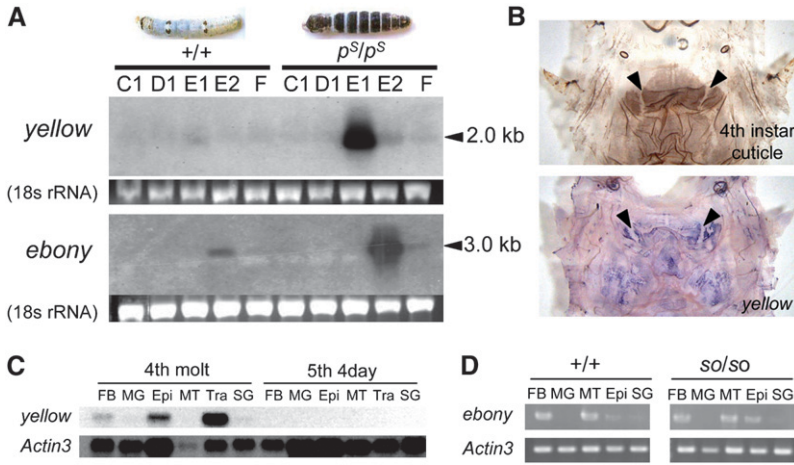 A
+/+
pS/pS
C1 D1 E1 E2 F C1 D1 E1 E2 F
yellow
2.0 kb
(18s rRNA)
ebony
3.0 kb
(18s rRNA)
B
4th instar
cuticle
yellow
C
4th molt
5th 4day
FB MG Epi MT Tra SG FB MG Epi MT Tra SG
yellow
Actin3
D
+/+
so/so
FB MG MT Epi SG FB MG MT Epi SG
ebony
Actin3